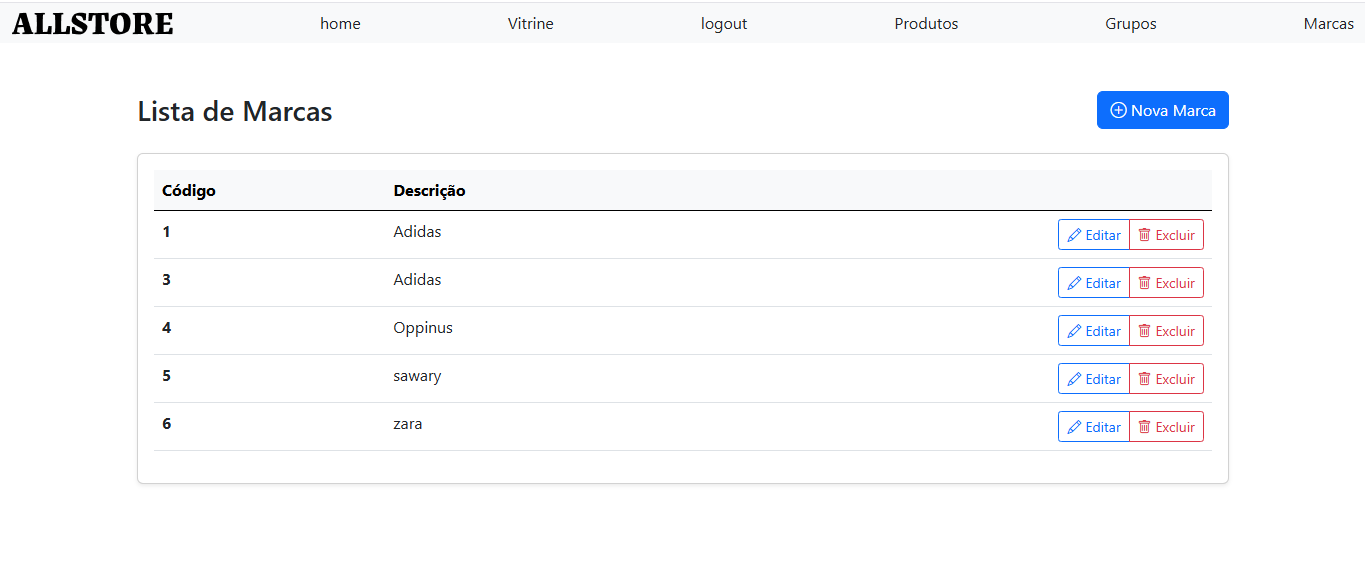 ALLSTORE home Vitrine logout Produtos Grupos Marcas
Lista de Marcas Nova Marca
Código Descrição
1 Adidas Editar Excluir
3 Adidas Editar Excluir
4 Oppinus Editar Excluir
5 sawary Editar Excluir
6 zara Editar Excluir